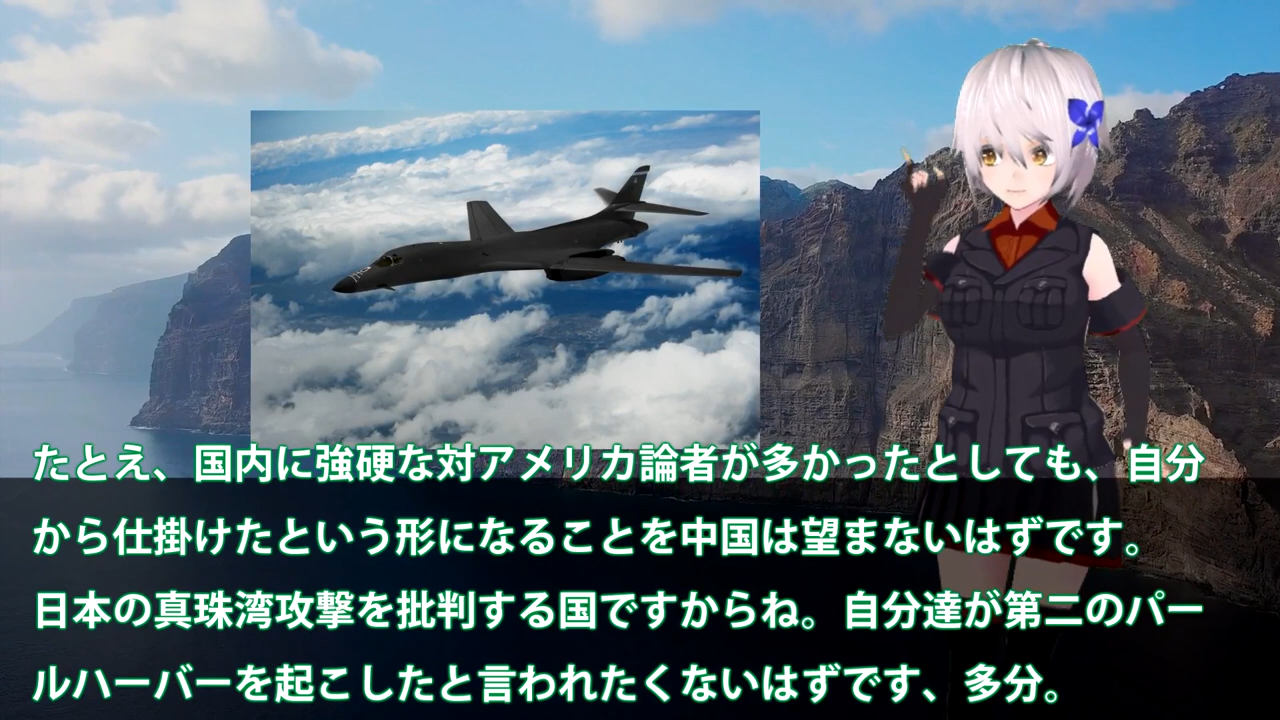 たとえ、国内に強硬な対アメリカ論者が多かったとしても、自分
から仕掛けたという形になることを中国は望まないはずです。
日本の真珠湾攻撃を批判する国ですからね。自分達が第二のパー
ルハーバーを起こしたと言われたくないはずです、多分。